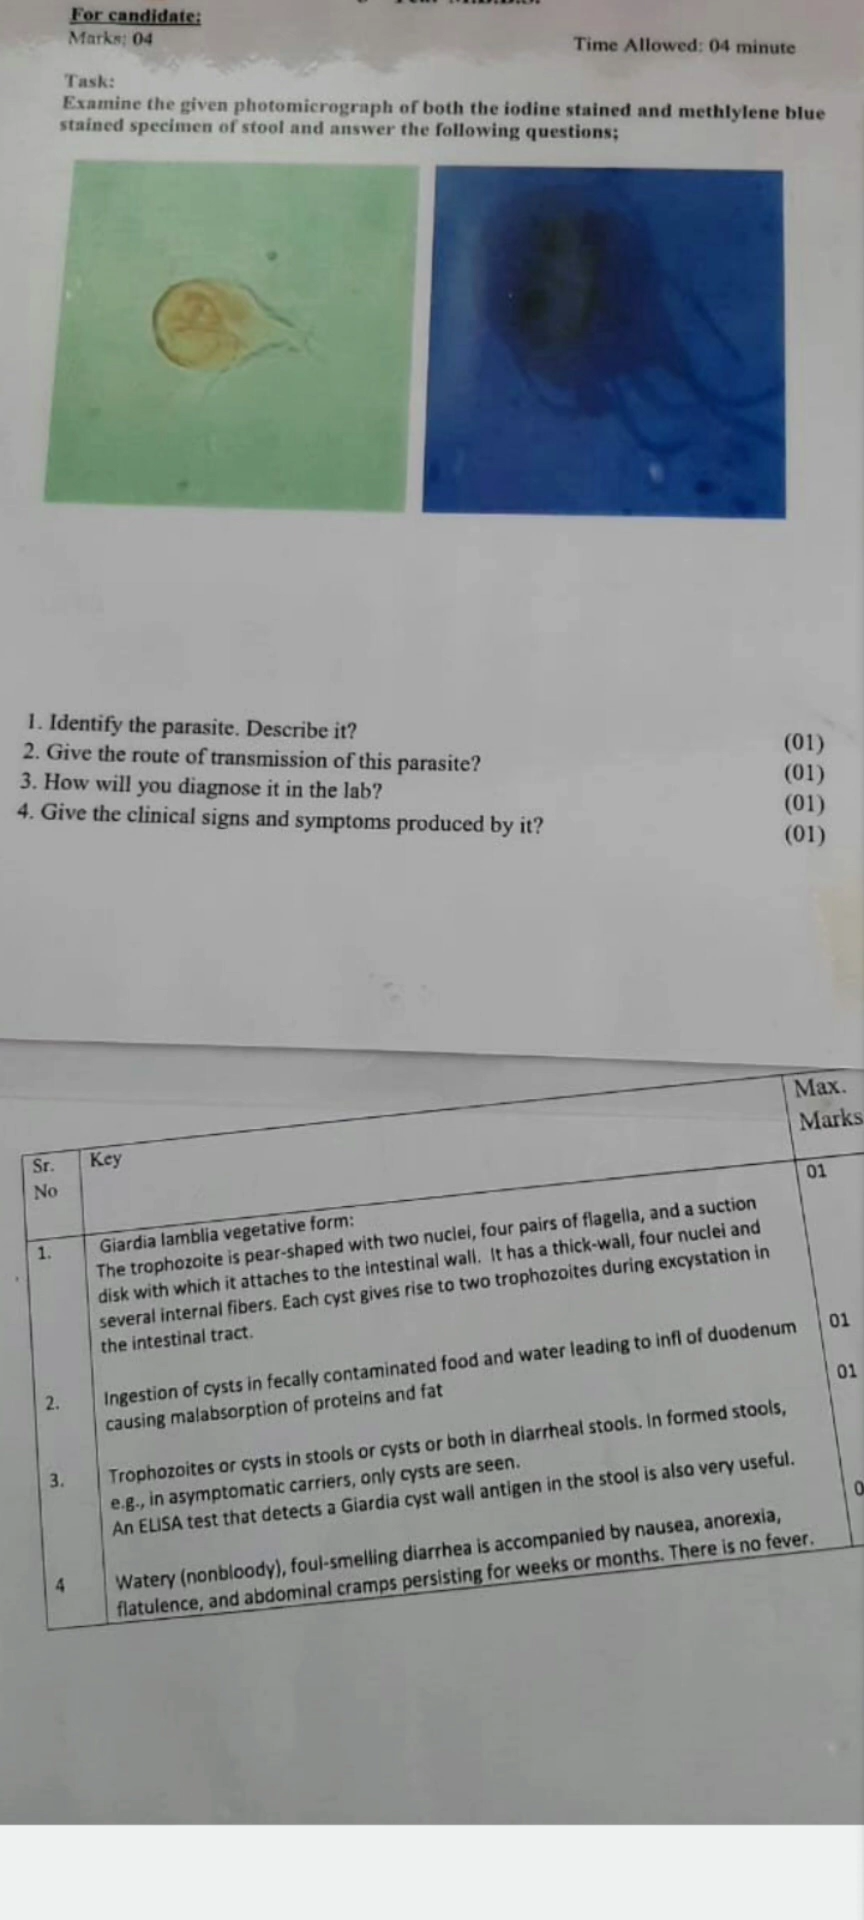 For candidate:
Marks; 04
Time Allowed: 04 minute
Task:
Examine the given photomicrograph of both the iodine stained and methlylene blue
stained specimen of stool and answer the following questions;
1. Identify the parasite. Describe it? (01)
2. Give the route of transmission of this parasite? (01)
3. How will you diagnose it in the lab? (01)
4. Give the clinical signs and symptoms produced by it? (01)
Sr. No Key Max. Marks
1. Giardia lamblia vegetative form: 01
The trophozoite is pear-shaped with two nuclei, four pairs of flagella, and a suction
disk with which it attaches to the intestinal wall. It has a thick-wall, four nuclei and
several internal fibers. Each cyst gives rise to two trophozoites during excystation in
the intestinal tract.
2. Ingestion of cysts in fecally contaminated food and water leading to infl of duodenum 01
causing malabsorption of proteins and fat
3. Trophozoites or cysts in stools or cysts or both in diarrheal stools. In formed stools, 01
e.g., in asymptomatic carriers, only cysts are seen.
An ELISA test that detects a Giardia cyst wall antigen in the stool is also very useful.
4 Watery (nonbloody), foul-smelling diarrhea is accompanied by nausea, anorexia,
flatulence, and abdominal cramps persisting for weeks or months. There is no fever.